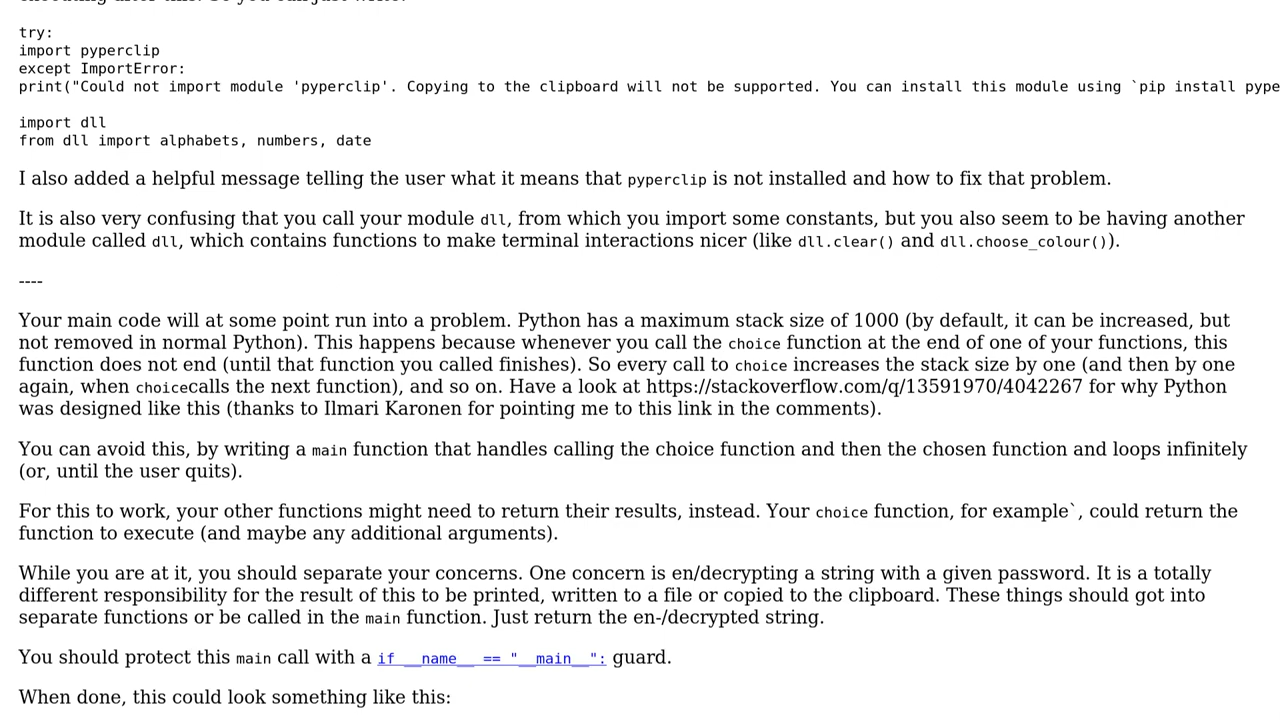 try:
import pyperclip
except ImportError:
print("Could not import module 'pyperclip'. Copying to the clipboard will not be supported. You can install this module using `pip install pype
import dll
from dll import alphabets, numbers, date
I also added a helpful message telling the user what it means that pyperclip is not installed and how to fix that problem.
It is also very confusing that you call your module dll, from which you import some constants, but you also seem to be having another
module called dll, which contains functions to make terminal interactions nicer (like dll.clear() and dll.choose_colour()).
----
Your main code will at some point run into a problem. Python has a maximum stack size of 1000 (by default, it can be increased, but
not removed in normal Python). This happens because whenever you call the choice function at the end of one of your functions, this
function does not end (until that function you called finishes). So every call to choice increases the stack size by one (and then by one
again, when choicecalls the next function), and so on. Have a look at https://stackoverflow.com/q/13591970/4042267 for why Python
was designed like this (thanks to Ilmari Karonen for pointing me to this link in the comments).
You can avoid this, by writing a main function that handles calling the choice function and then the chosen function and loops infinitely
(or, until the user quits).
For this to work, your other functions might need to return their results, instead. Your choice function, for example`, could return the
function to execute (and maybe any additional arguments).
While you are at it, you should separate your concerns. One concern is en/decrypting a string with a given password. It is a totally
different responsibility for the result of this to be printed, written to a file or copied to the clipboard. These things should got into
separate functions or be called in the main function. Just return the en-/decrypted string.
You should protect this main call with a if __name__ == "__main__": guard.
When done, this could look something like this: